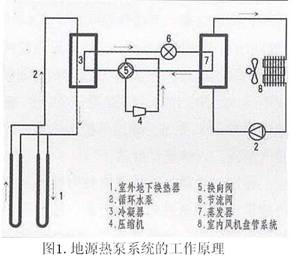 6
2
3
5
7
8
4
2
1
1.室外地下换热器 5.换向阀
2.循环水泵 6.节流阀
3.冷凝器 7.蒸发器
4.压缩机 8.室内风机盘管系统
图1. 地源热泵系统的工作原理